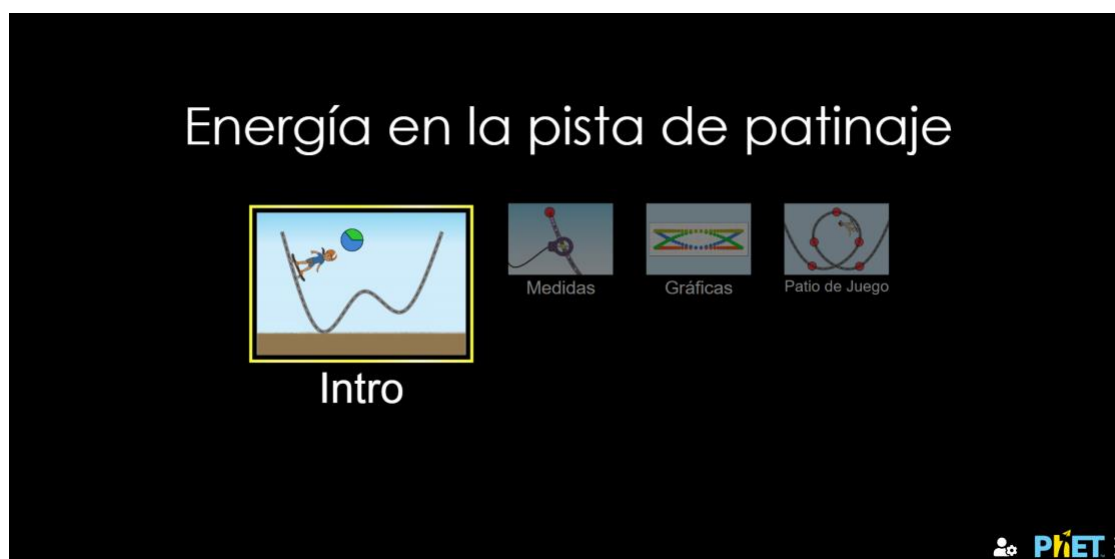 Energía en la pista de patinaje
Intro
Medidas
Gráficas
Patio de Juego
PhET